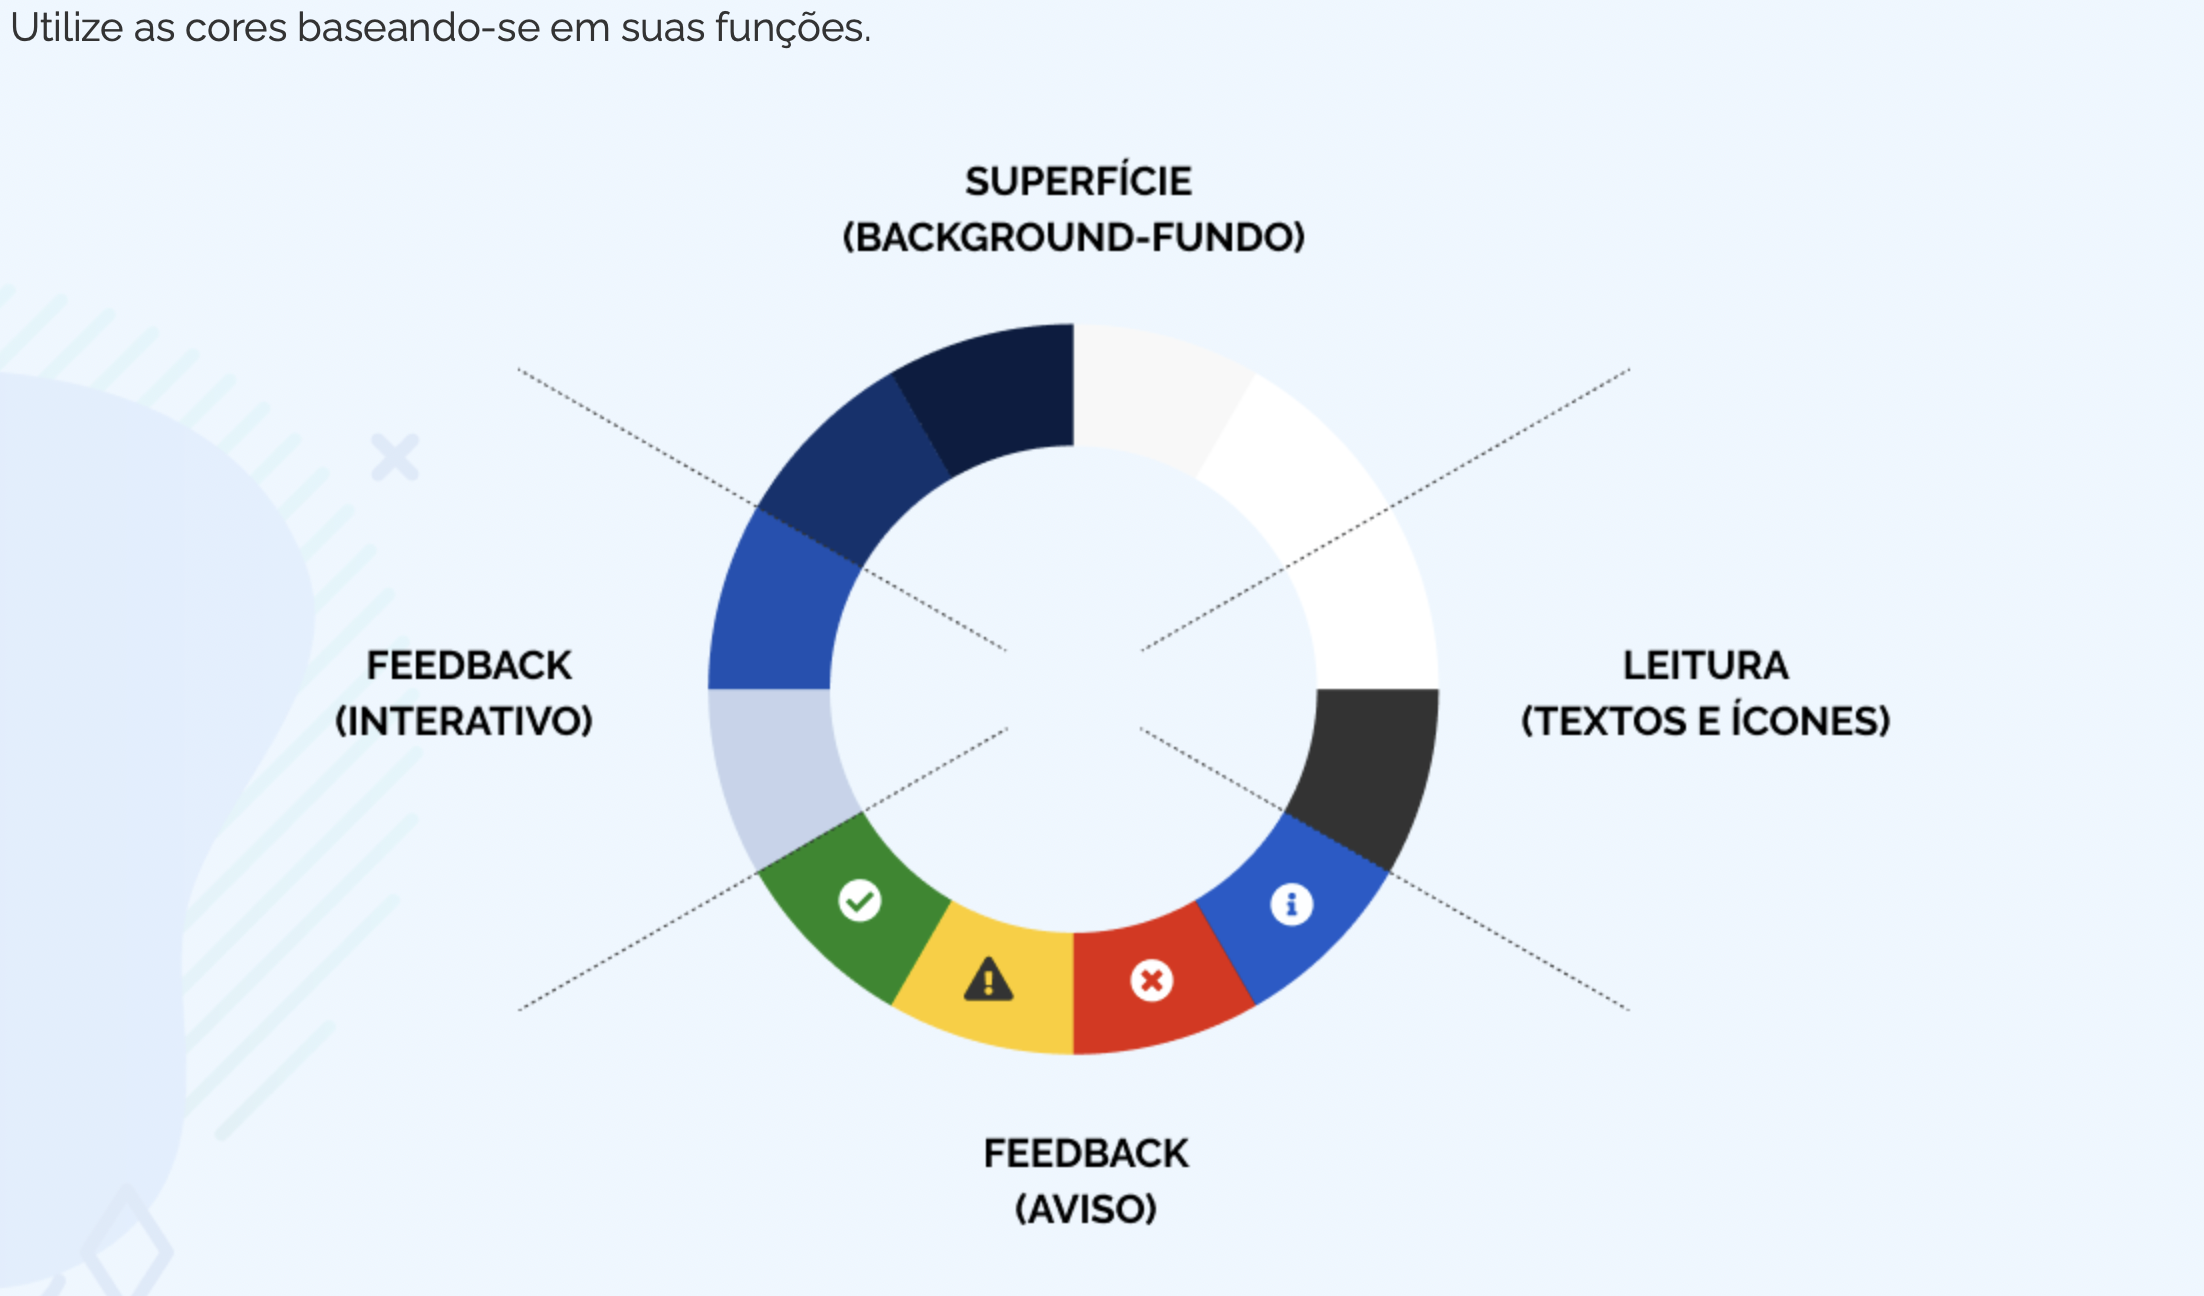 Utilize as cores baseando-se em suas funções.
SUPERFÍCIE
(BACKGROUND-FUNDO)
FEEDBACK
(INTERATIVO)
LEITURA
(TEXTOS E ÍCONES)
FEEDBACK
(AVISO)